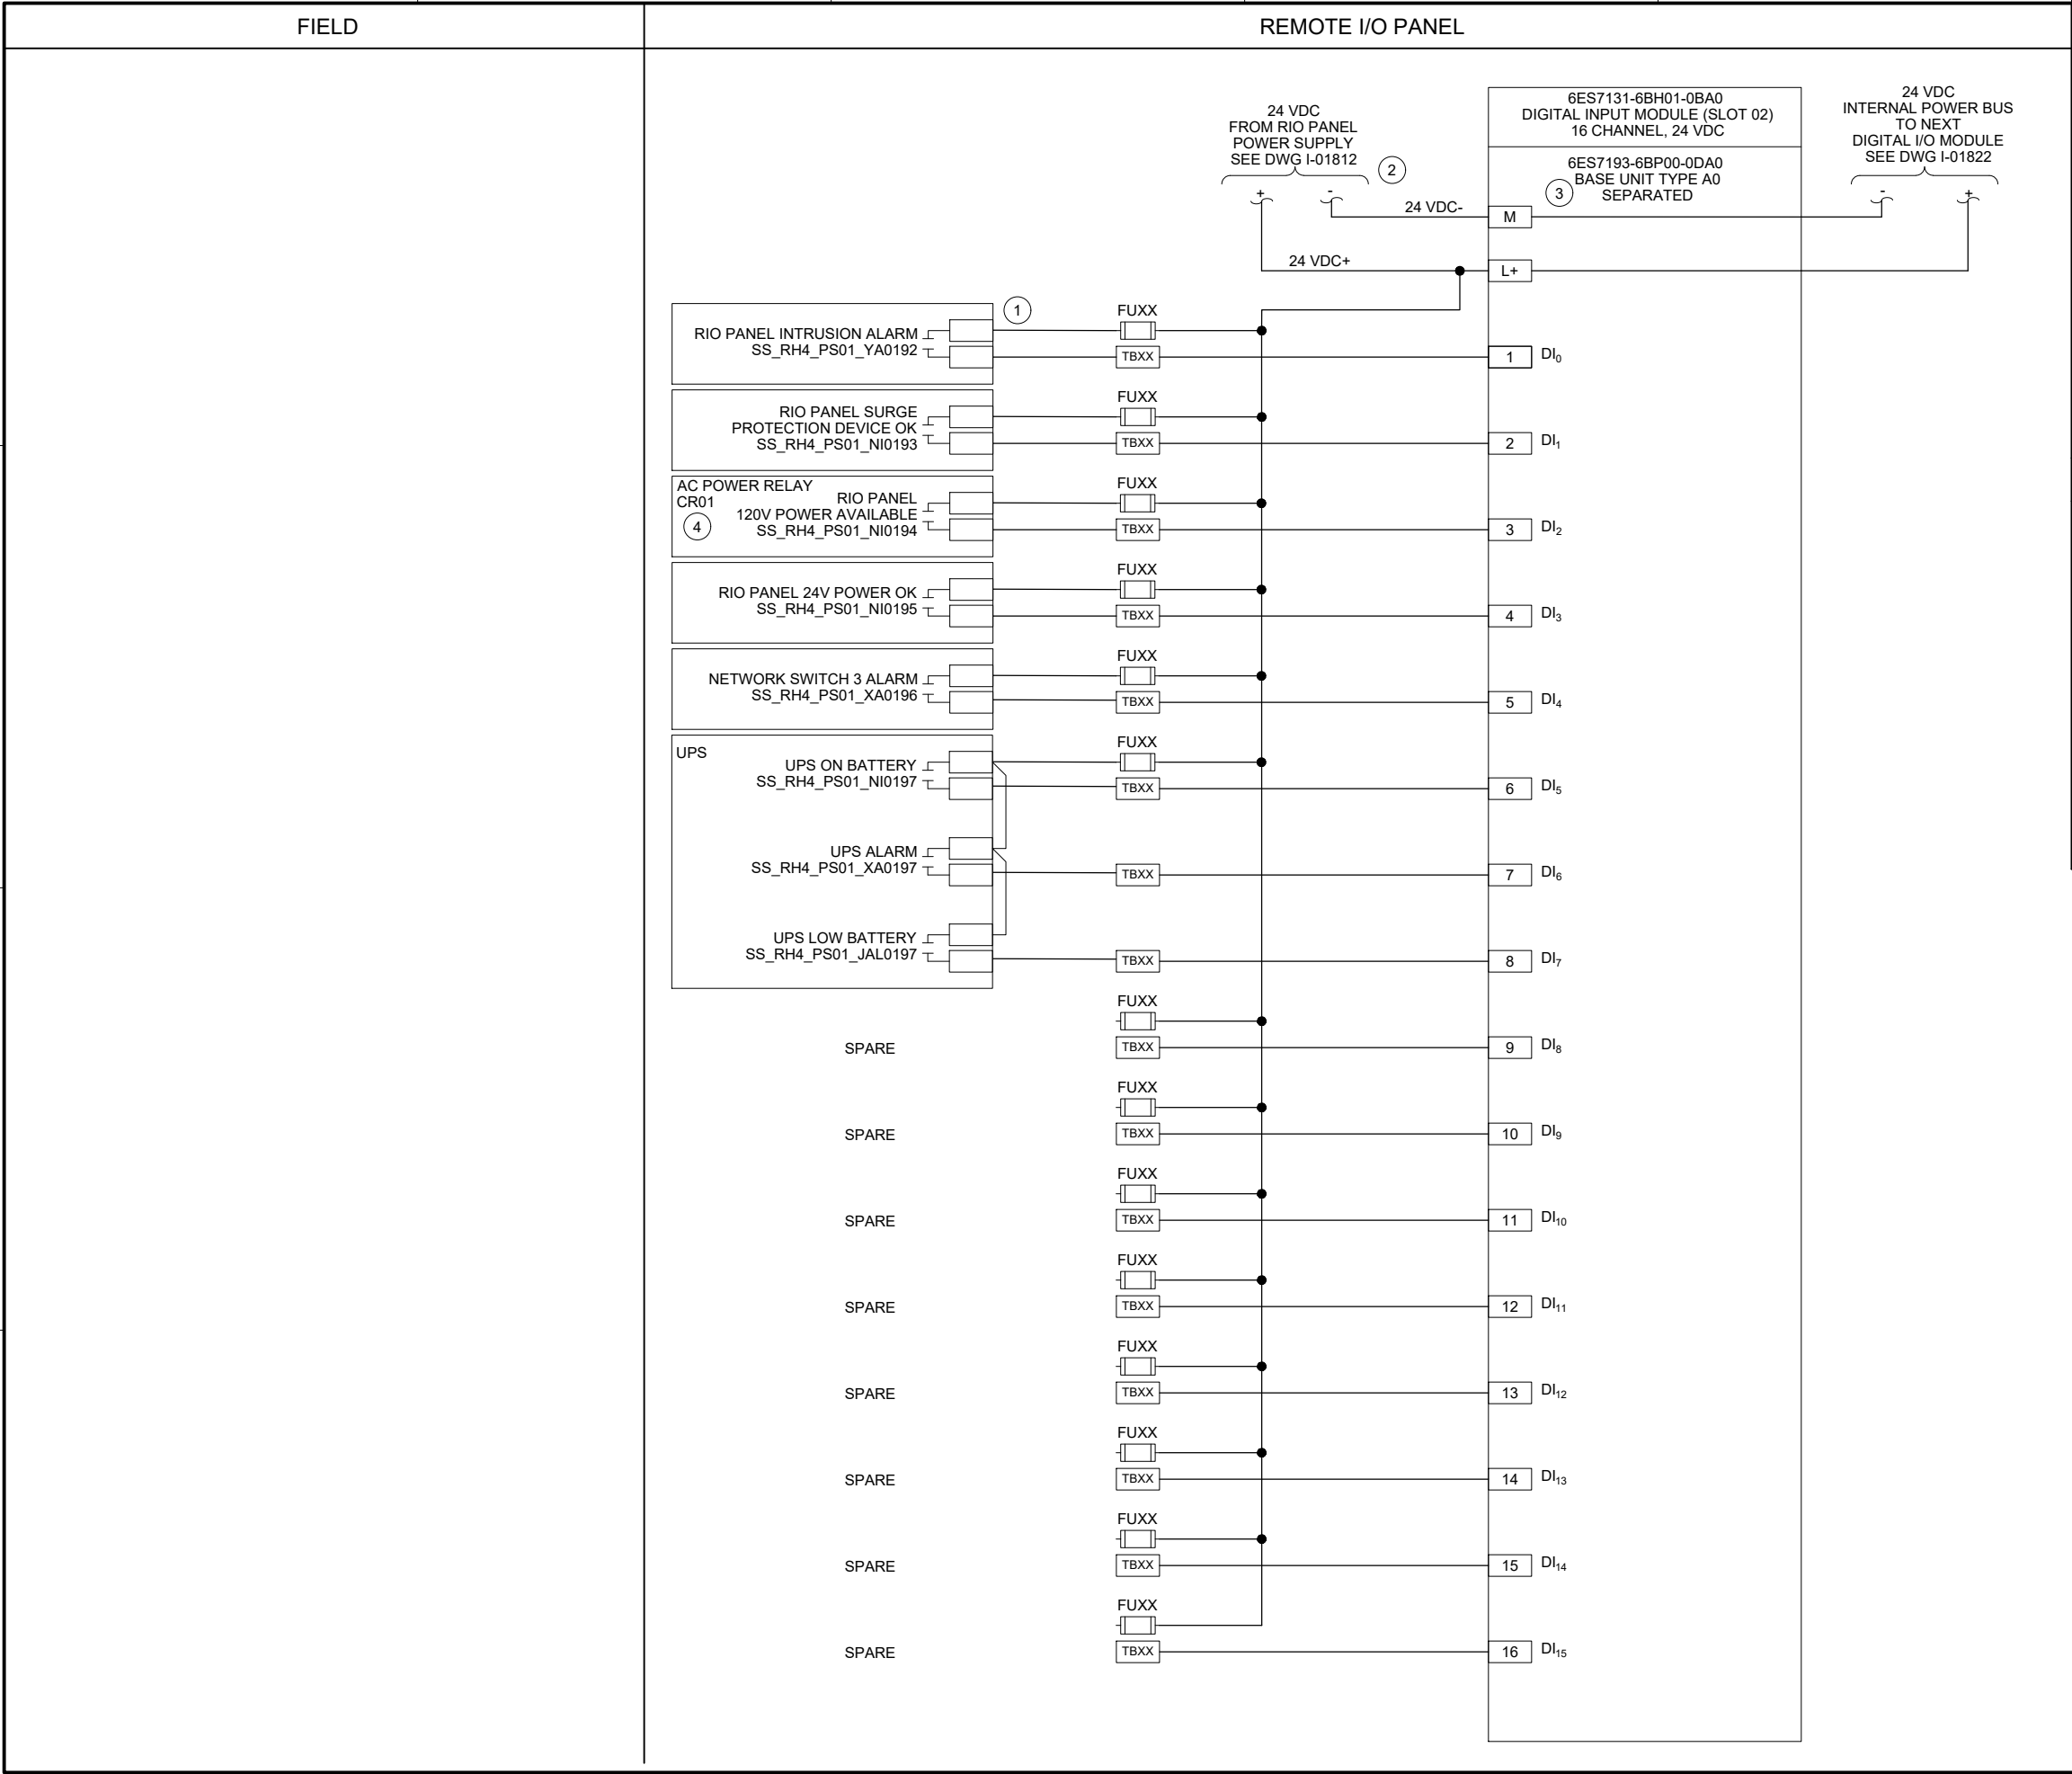 FIELD
REMOTE I/O PANEL
24 VDC
FROM RIO PANEL
POWER SUPPLY
SEE DWG I-01812
2
+
-
24 VDC-
24 VDC+
6ES7131-6BH01-0BA0
DIGITAL INPUT MODULE (SLOT 02)
16 CHANNEL, 24 VDC
6ES7193-6BP00-0DA0
BASE UNIT TYPE A0
SEPARATED
3
M
L+
24 VDC
INTERNAL POWER BUS
TO NEXT
DIGITAL I/O MODULE
SEE DWG I-01822
-
+
RIO PANEL INTRUSION ALARM
SS_RH4_PS01_YA0192
1
FUXX
TBXX
1
DI0
RIO PANEL SURGE
PROTECTION DEVICE OK
SS_RH4_PS01_NI0193
FUXX
TBXX
2
DI1
AC POWER RELAY
CR01
4
RIO PANEL
120V POWER AVAILABLE
SS_RH4_PS01_NI0194
FUXX
TBXX
3
DI2
RIO PANEL 24V POWER OK
SS_RH4_PS01_NI0195
FUXX
TBXX
4
DI3
NETWORK SWITCH 3 ALARM
SS_RH4_PS01_XA0196
FUXX
TBXX
5
DI4
UPS
UPS ON BATTERY
SS_RH4_PS01_NI0197
FUXX
TBXX
6
DI5
UPS ALARM
SS_RH4_PS01_XA0197
TBXX
7
DI6
UPS LOW BATTERY
SS_RH4_PS01_JAL0197
TBXX
8
DI7
FUXX
SPARE
TBXX
9
DI8
FUXX
SPARE
TBXX
10
DI9
FUXX
SPARE
TBXX
11
DI10
FUXX
SPARE
TBXX
12
DI11
FUXX
SPARE
TBXX
13
DI12
FUXX
SPARE
TBXX
14
DI13
FUXX
SPARE
TBXX
15
DI14
FUXX
SPARE
TBXX
16
DI15